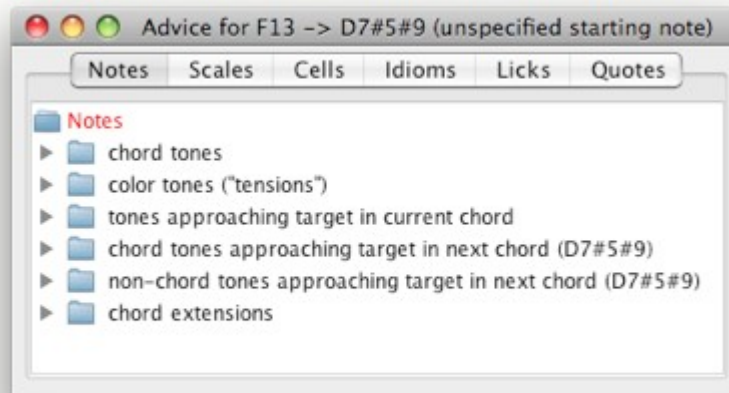 Advice for F13 -> D7#5#9 (unspecified starting note)
Notes Scales Cells Idioms Licks Quotes
Notes
chord tones
color tones ("tensions")
tones approaching target in current chord
chord tones approaching target in next chord (D7#5#9)
non-chord tones approaching target in next chord (D7#5#9)
chord extensions